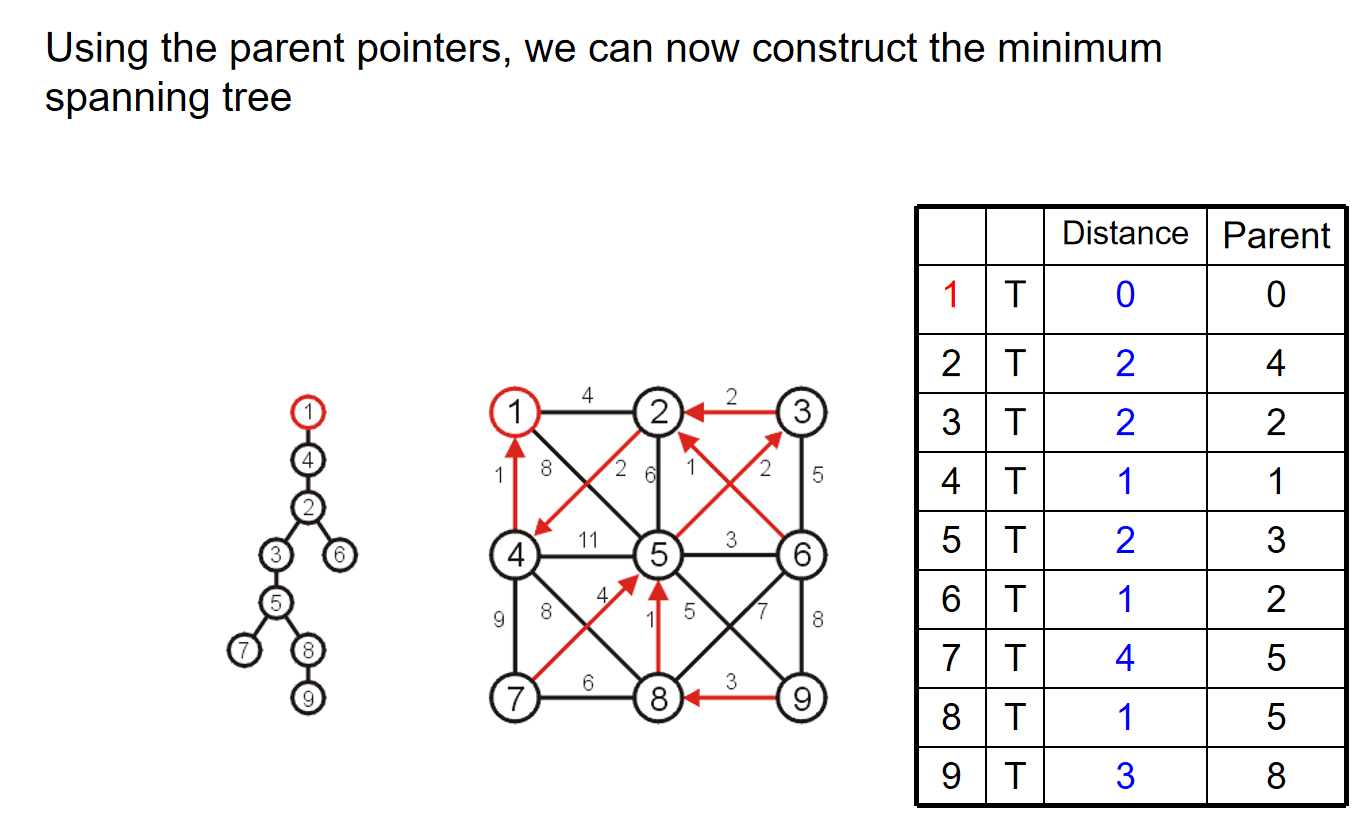 Using the parent pointers, we can now construct the minimum
spanning tree
1
4
2
3 6
5
7 8
9
1 4 2 2 3
1 8 2 6 1 2 5
4 11 5 3 6
9 8 4 1 5 7 8
7 6 8 3 9
Distance Parent
1 T 0 0
2 T 2 4
3 T 2 2
4 T 1 1
5 T 2 3
6 T 1 2
7 T 4 5
8 T 1 5
9 T 3 8